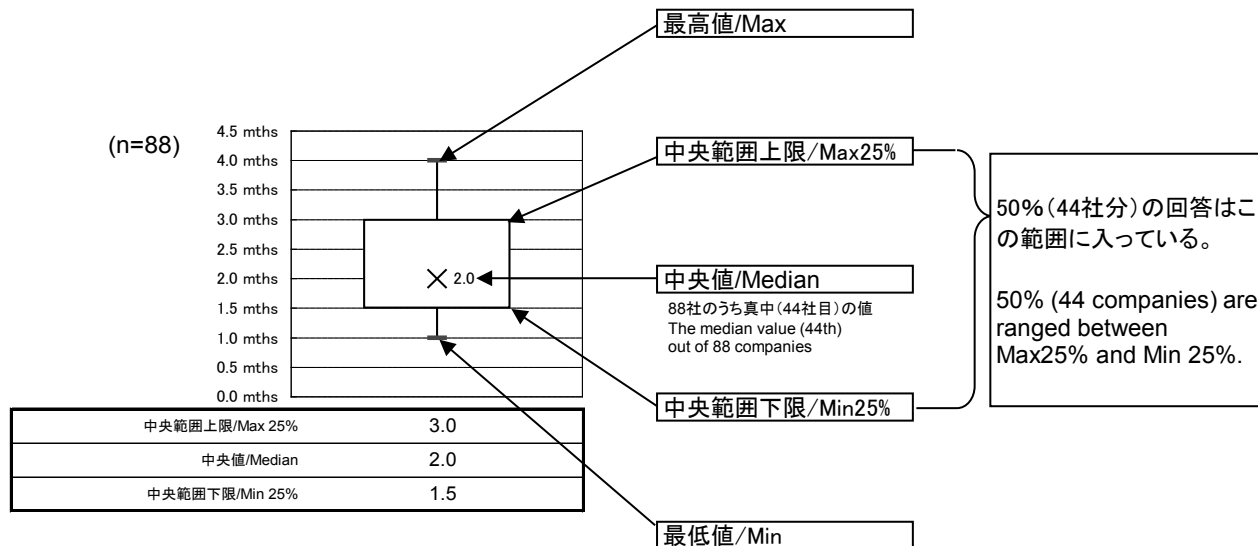 最高値/Max
(n=88)
4.5 mths
4.0 mths
3.5 mths
3.0 mths
2.5 mths
2.0 mths
1.5 mths
1.0 mths
0.5 mths
0.0 mths
2.0
中央範囲上限/Max25%
中央値/Median
88社のうち真中(44社目)の値
The median value (44th)
out of 88 companies
中央範囲下限/Min25%
50%(44社分)の回答はこ
の範囲に入っている。
50% (44 companies) are
ranged between
Max25% and Min 25%.
中央範囲上限/Max 25% 3.0
中央値/Median 2.0
中央範囲下限/Min 25% 1.5
最低値/Min